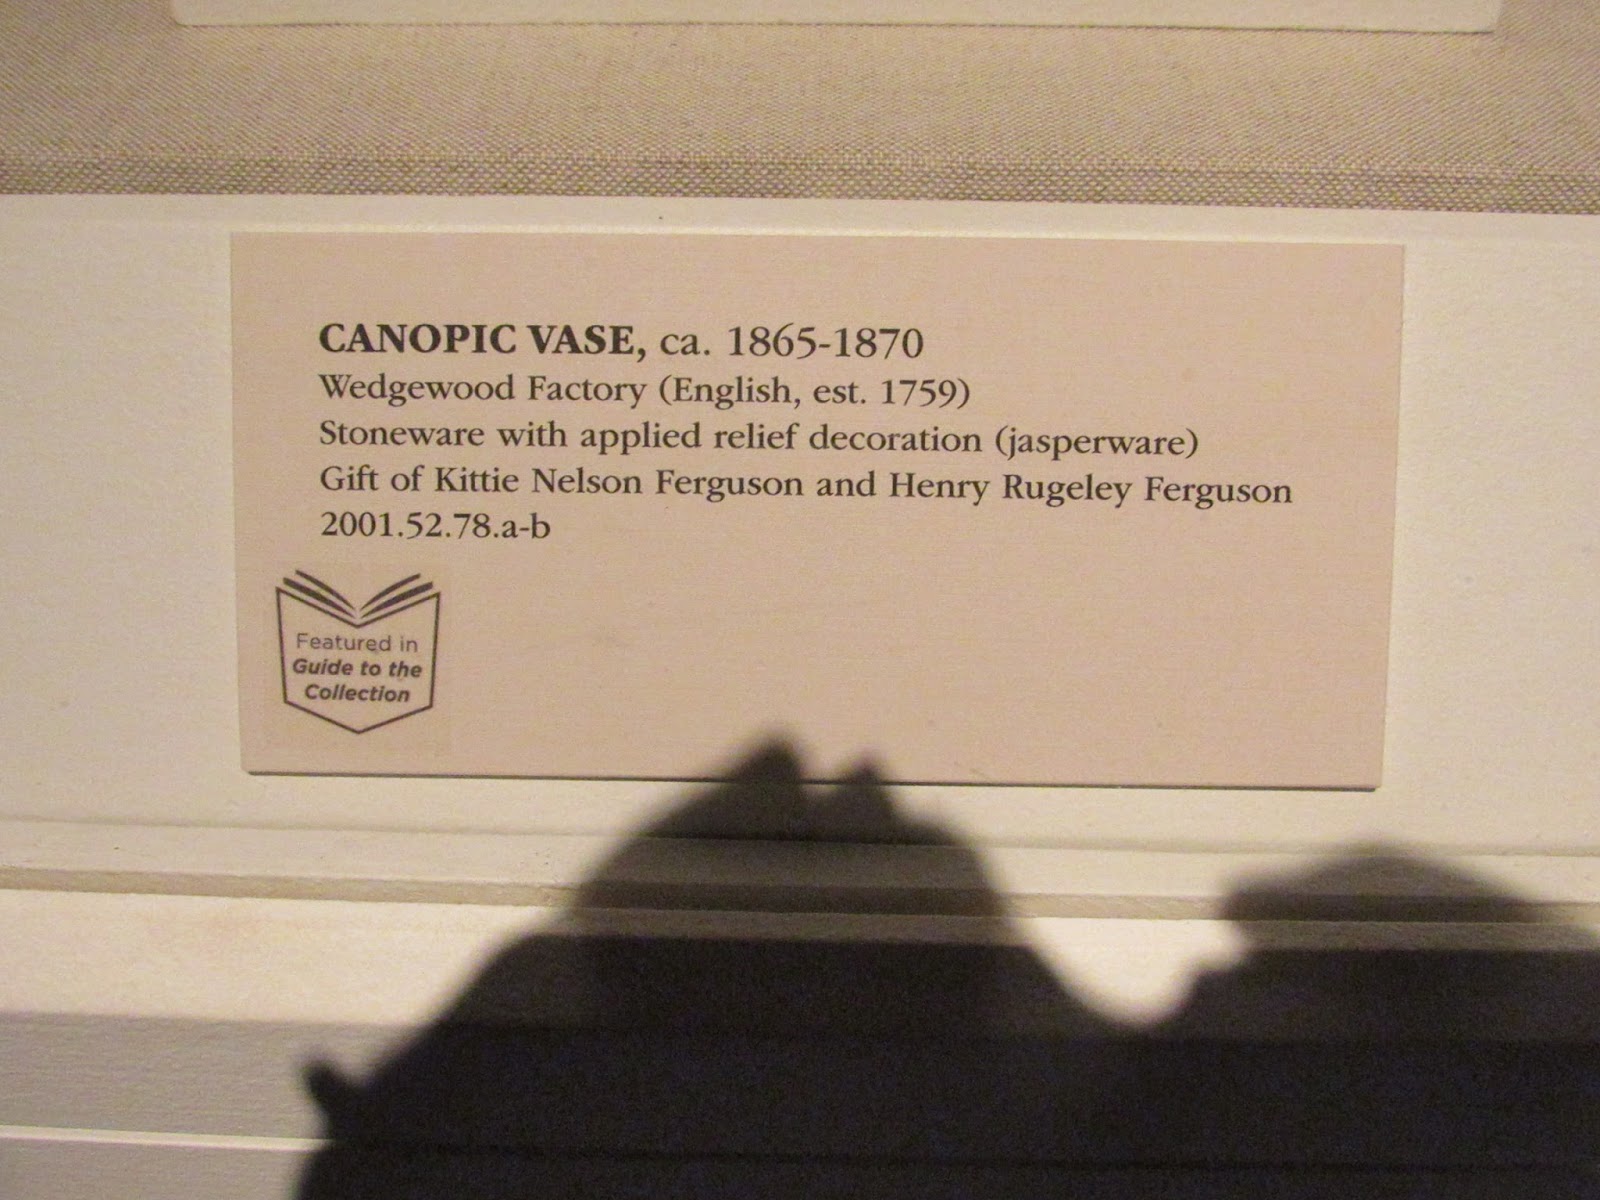 CANOPIC VASE, ca. 1865-1870
Wedgewood Factory (English, est. 1759)
Stoneware with applied relief decoration (jasperware)
Gift of Kittie Nelson Ferguson and Henry Rugeley Ferguson
2001.52.78.a-b
Featured in
Guide to the
Collection